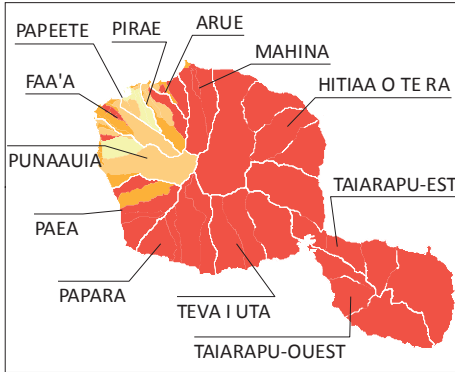 ARUE
PIRAE
PAPEETE
MAHINA
FAA'A
HITIAA O TE RA
PUNAAUIA
TAIARAPU-EST
PAEA
PAPARA
TEVA I UTA
TAIARAPU-OUEST